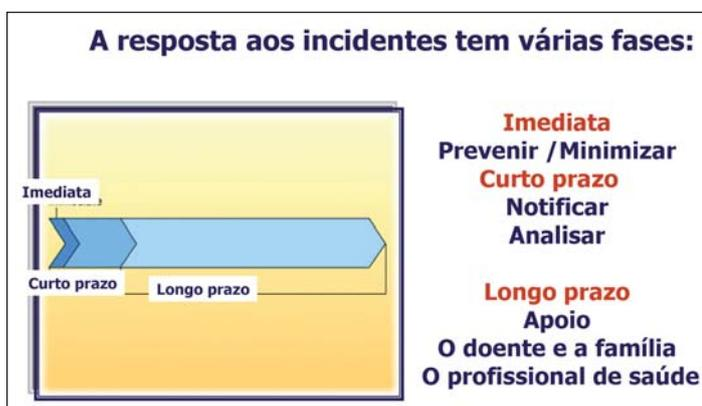 A resposta aos incidentes tem várias fases:
Imediata
Curto prazo
Longo prazo
Imediata
Prevenir /Minimizar
Curto prazo
Notificar
Analisar
Longo prazo
Apoio
O doente e a família
O profissional de saúde